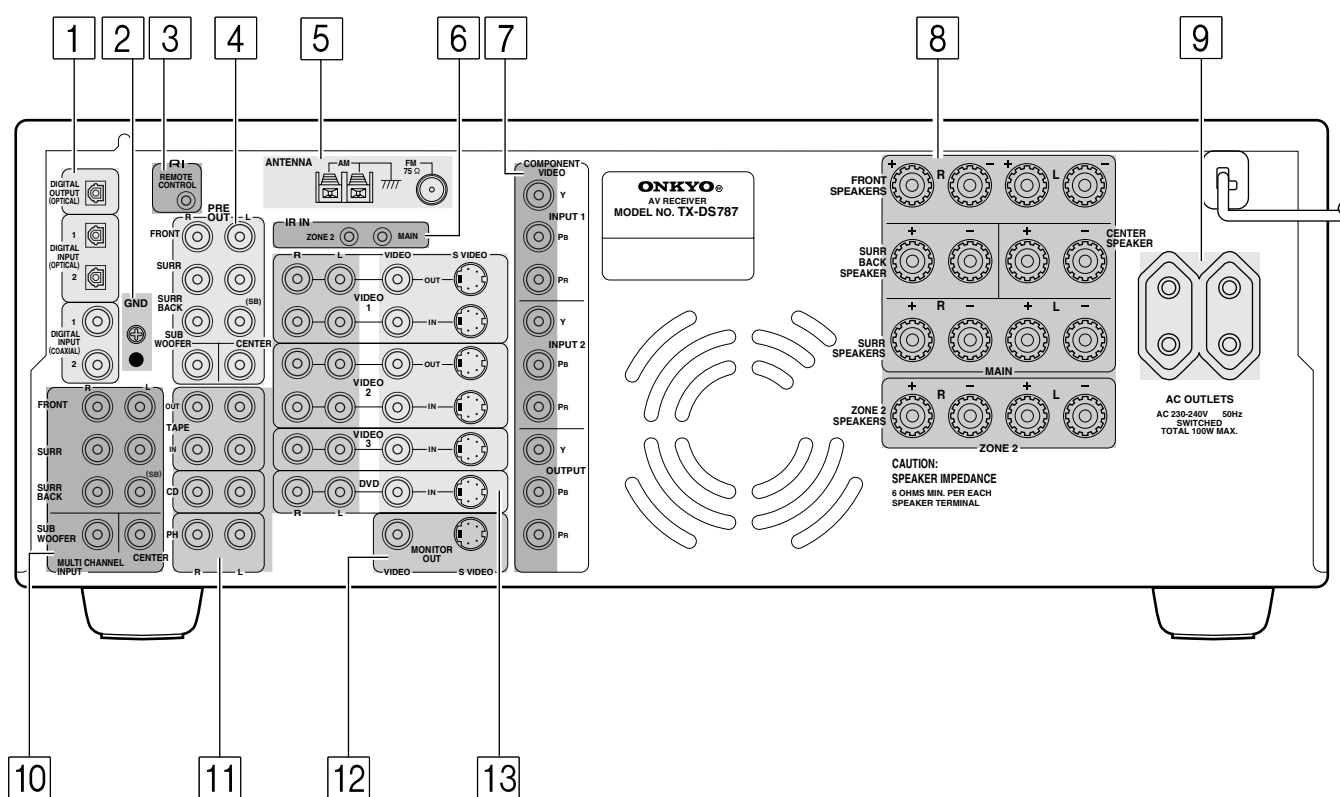 1 2 3 4 5 6 7 8 9
DIGITAL
OUTPUT
(OPTICAL)
1
DIGITAL
INPUT
(OPTICAL)
2
1
DIGITAL
INPUT
(COAXIAL)
2
GND
RI
REMOTE
CONTROL
PRE
OUT
R L
FRONT
SURR
SURR
BACK
(SB)
SUB
WOOFER
CENTER
ANTENNA
AM
FM
75 Ω
IR IN
ZONE 2
MAIN
R L VIDEO S VIDEO
OUT
VIDEO
1
IN
OUT
VIDEO
2
IN
VIDEO
3
IN
DVD
IN
R L
MONITOR
OUT
VIDEO S VIDEO
COMPONENT
VIDEO
Y
INPUT 1
PB
PR
Y
INPUT 2
PB
PR
Y
OUTPUT
PB
PR
R L
FRONT
SURR
SURR
BACK
(SB)
SUB
WOOFER
CENTER
MULTI CHANNEL
INPUT
OUT
TAPE
IN
CD
PH
R L
ONKYO®
AV RECEIVER
MODEL NO. TX-DS787
+ R − + L −
FRONT
SPEAKERS
+ − + −
CENTER
SPEAKER
SURR
BACK
SPEAKER
+ R − + L −
SURR
SPEAKERS
MAIN
+ R − + L −
ZONE 2
SPEAKERS
ZONE 2
CAUTION:
SPEAKER IMPEDANCE
6 OHMS MIN. PER EACH
SPEAKER TERMINAL
AC OUTLETS
AC 230-240V 50Hz
SWITCHED
TOTAL 100W MAX.
10 11 12 13